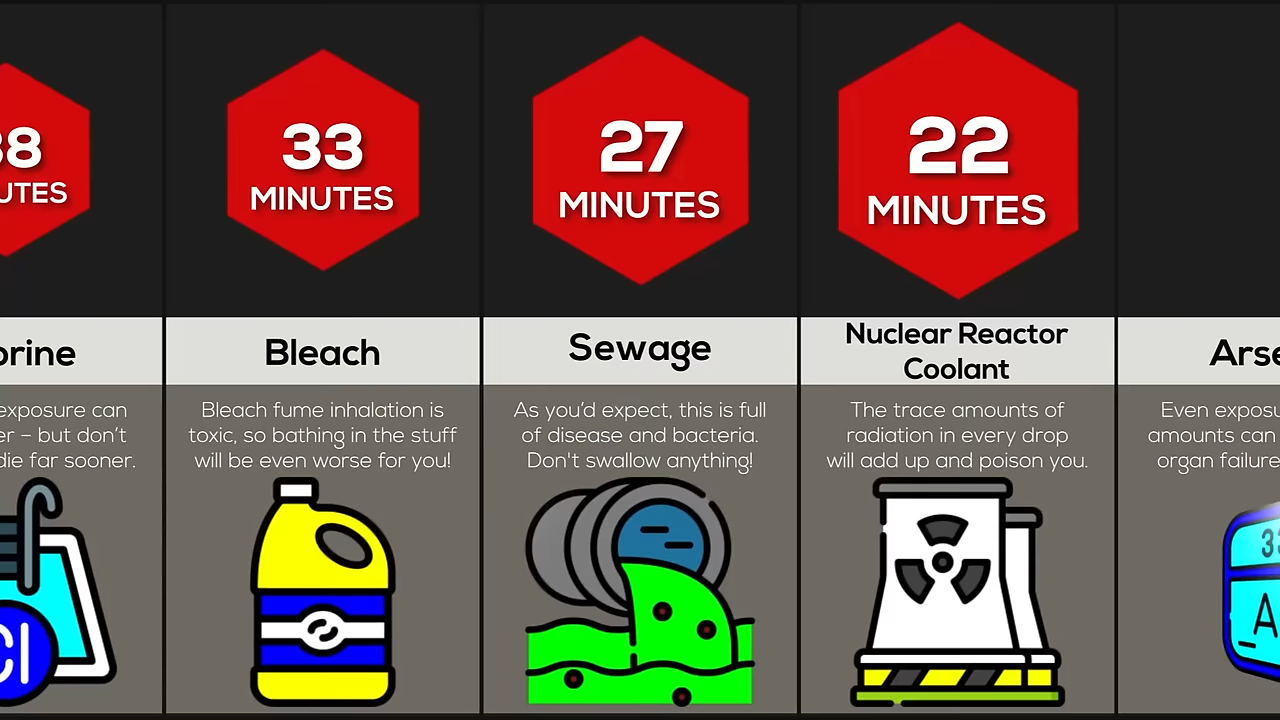 38
UTES
orine
exposure can
er – but don't
die far sooner.
Cl
33
MINUTES
Bleach
Bleach fume inhalation is
toxic, so bathing in the stuff
will be even worse for you!
27
MINUTES
Sewage
As you'd expect, this is full
of disease and bacteria.
Don't swallow anything!
22
MINUTES
Nuclear Reactor
Coolant
The trace amounts of
radiation in every drop
will add up and poison you.
Arse
Even exposu
amounts can
organ failure
33
A